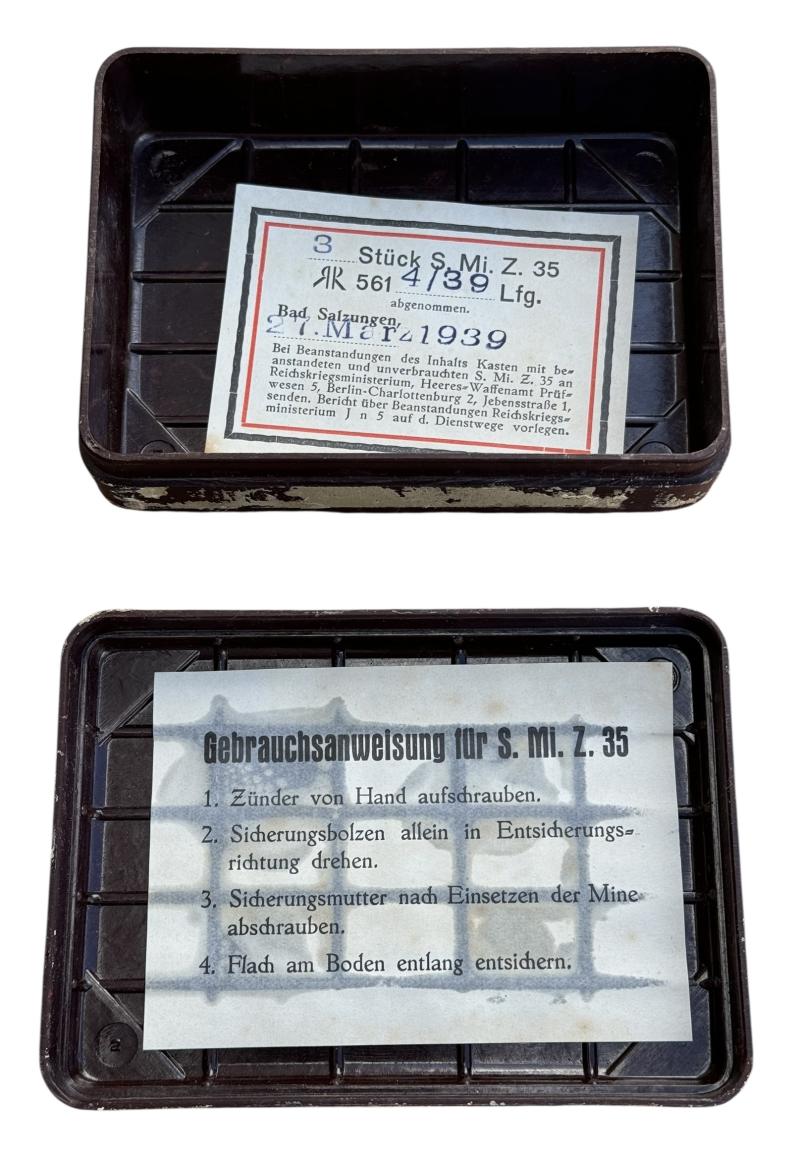 3 Stück S. Mi. Z. 35
RK 561 4/39 Lfg.
abgenommen.
Bad Salzungen,
27. März 1939
Bei Beanstandungen des Inhalts Kasten mit be=
anstandeten und unverbrauchten S. Mi. Z. 35 an
Reichskriegsministerium, Heeres=Waffenamt Prüf=
wesen 5, Berlin-Charlottenburg 2, Jebensstraße 1,
senden. Bericht über Beanstandungen Reichskriegs=
ministerium J n 5 auf d. Dienstwege vorlegen.
Gebrauchsanweisung für S. Mi. Z. 35
1. Zünder von Hand aufschrauben.
2. Sicherungsbolzen allein in Entsicherungs=
richtung drehen.
3. Sicherungsmutter nach Einsetzen der Mine
abschrauben.
4. Flach am Boden entlang entsichern.
2